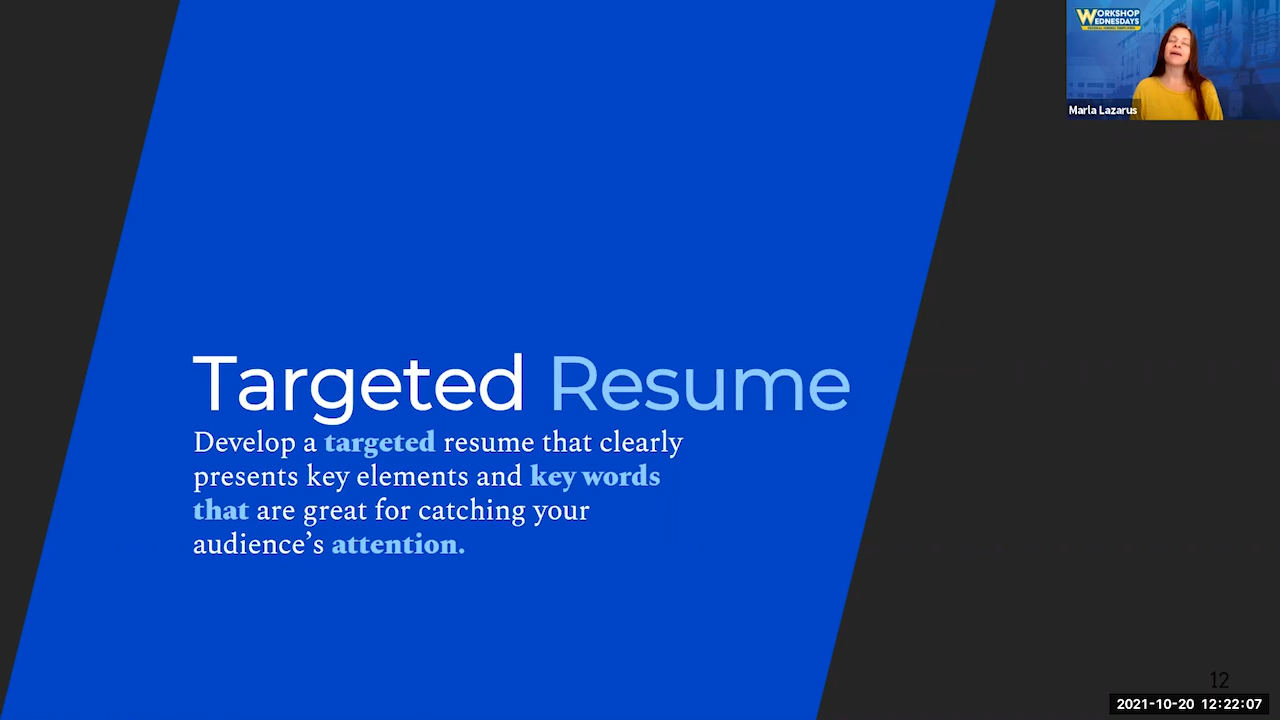 WORKSHOP
WEDNESDAYS
Marla Lazarus
Targeted Resume
Develop a targeted resume that clearly
presents key elements and key words
that are great for catching your
audience’s attention.
12
2021-10-20 12:22:07